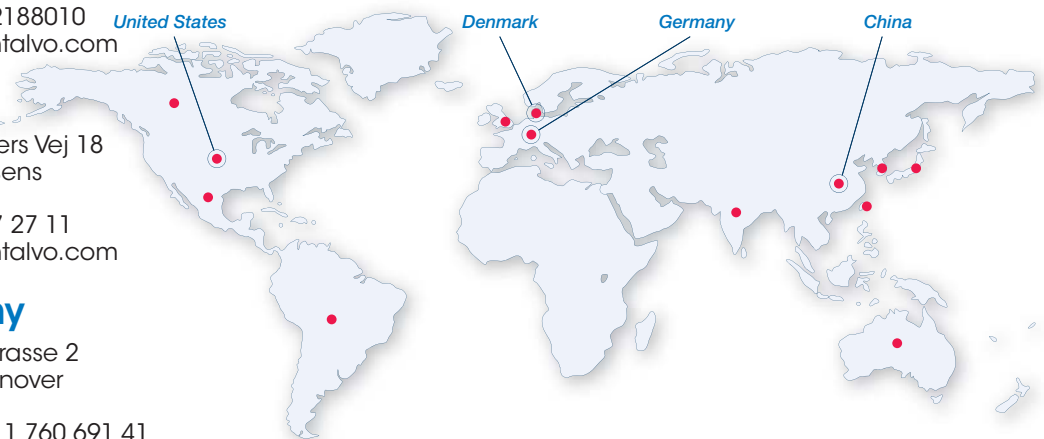 2188010
ntalvo.com
ers Vej 18
sens
7 27 11
ntalvo.com
ny
rasse 2
nover
1 760 691 41
United States
Denmark
Germany
China